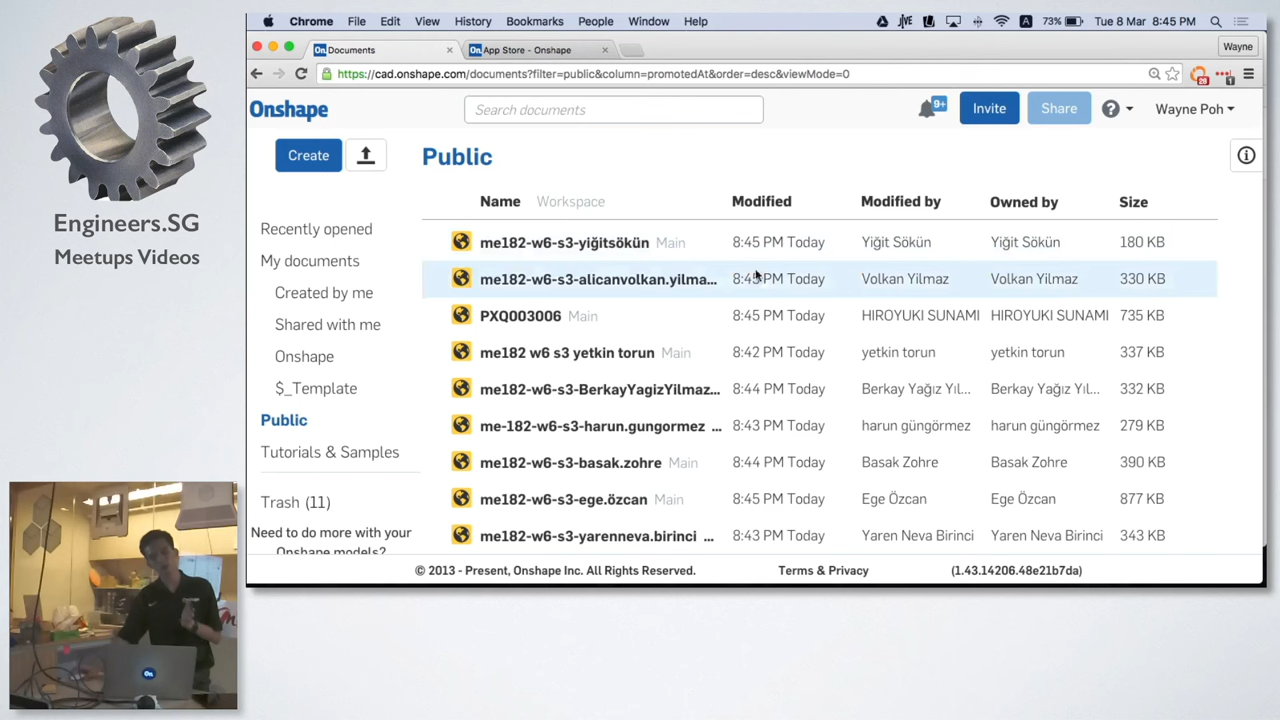 Chrome File Edit View History Bookmarks People Window Help 73% Tue 8 Mar 8:45 PM
Documents App Store - Onshape Wayne
https://cad.onshape.com/documents?filter=public&column=promotedAt&order=desc&viewMode=0
Onshape Search documents 9+ Invite Share ? Wayne Poh
Create
Public
Name Workspace Modified Modified by Owned by Size
Recently opened
My documents
Created by me
Shared with me
Onshape
$_Template
Public
Tutorials & Samples
Trash (11)
Need to do more with your
Onshape models?
me182-w6-s3-yiğitsökün Main 8:45 PM Today Yiğit Sökün Yiğit Sökün 180 KB
me182-w6-s3-alicanvolkan.yilma... 8:45 PM Today Volkan Yilmaz Volkan Yilmaz 330 KB
PXQ003006 Main 8:45 PM Today HIROYUKI SUNAMI HIROYUKI SUNAMI 735 KB
me182 w6 s3 yetkin torun Main 8:42 PM Today yetkin torun yetkin torun 337 KB
me182-w6-s3-BerkayYagizYilmaz... 8:44 PM Today Berkay Yağız Yıl... Berkay Yağız Yıl... 332 KB
me-182-w6-s3-harun.gungormez ... 8:43 PM Today harun güngörmez harun güngörmez 279 KB
me182-w6-s3-basak.zohre Main 8:44 PM Today Basak Zohre Basak Zohre 390 KB
me182-w6-s3-ege.özcan Main 8:45 PM Today Ege Özcan Ege Özcan 877 KB
me182-w6-s3-yarenneva.birinci ... 8:43 PM Today Yaren Neva Birinci Yaren Neva Birinci 343 KB
© 2013 - Present, Onshape Inc. All Rights Reserved. Terms & Privacy (1.43.14206.48e21b7da)
Engineers.SG
Meetups Videos
On